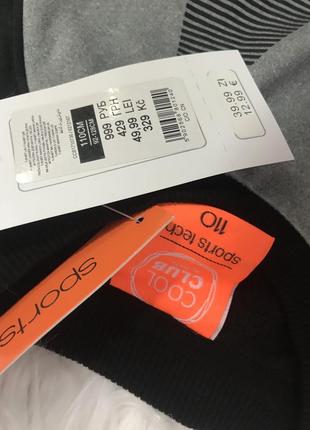 999 РУБ
429 ГРН
49,99 LEI
329 Kč
110CM
39,99 ZŁ
12,99 €
COOL
CLUB
sports tech
110
sports